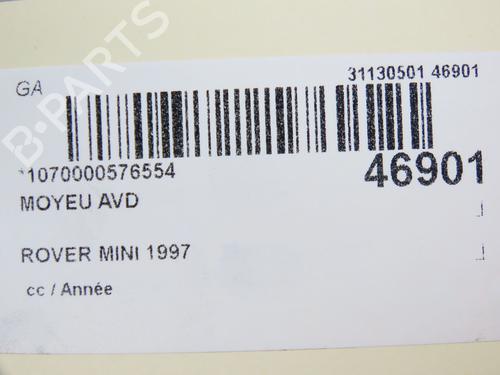 GA
31130501 46901
*1070000576554
46901
MOYEU AVD
ROVER MINI 1997
cc / Année
B-PARTS